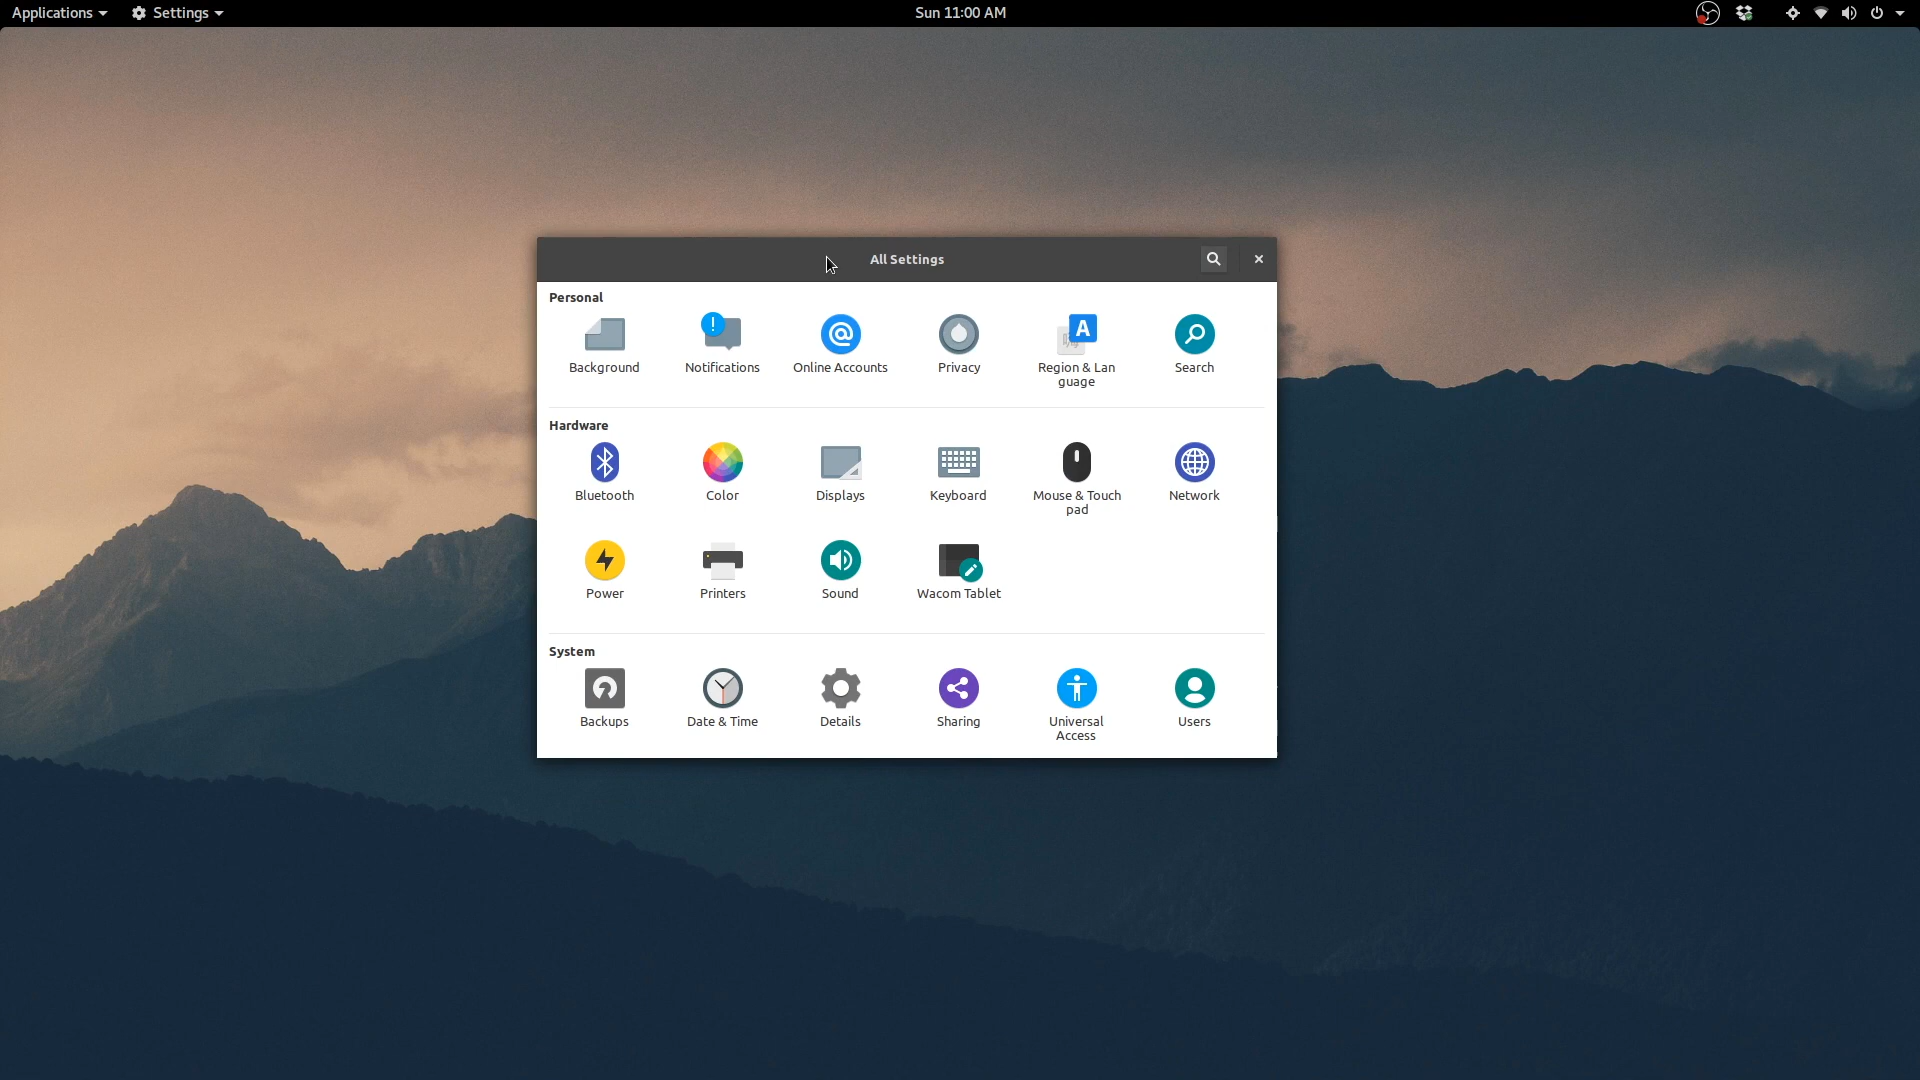 Applications Settings Sun 11:00 AM
All Settings
Personal
Background Notifications Online Accounts Privacy Region & Lan
guage Search
Hardware
Bluetooth Color Displays Keyboard Mouse & Touch
pad Network
Power Printers Sound Wacom Tablet
System
Backups Date & Time Details Sharing Universal
Access Users